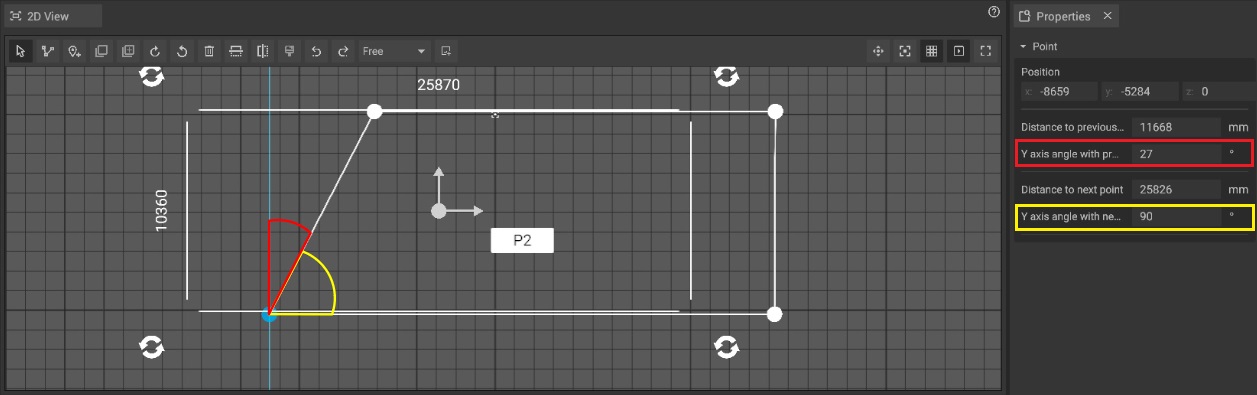 2D View
Free
25870
10360
P2
Properties
Point
Position
x: -8659 y: -5284 z: 0
Distance to previous... 11668 mm
Y axis angle with pr... 27 °
Distance to next point 25826 mm
Y axis angle with ne... 90 °